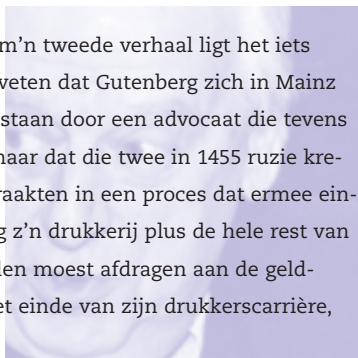 m’n tweede verhaal ligt het iets
weten dat Gutenberg zich in Mainz
staan door een advocaat die tevens
naar dat die twee in 1455 ruzie kre-
raakten in een proces dat ermee ein-
g z’n drukkerij plus de hele rest van
den moest afdragen aan de geld-
et einde van zijn drukkerscarrière,